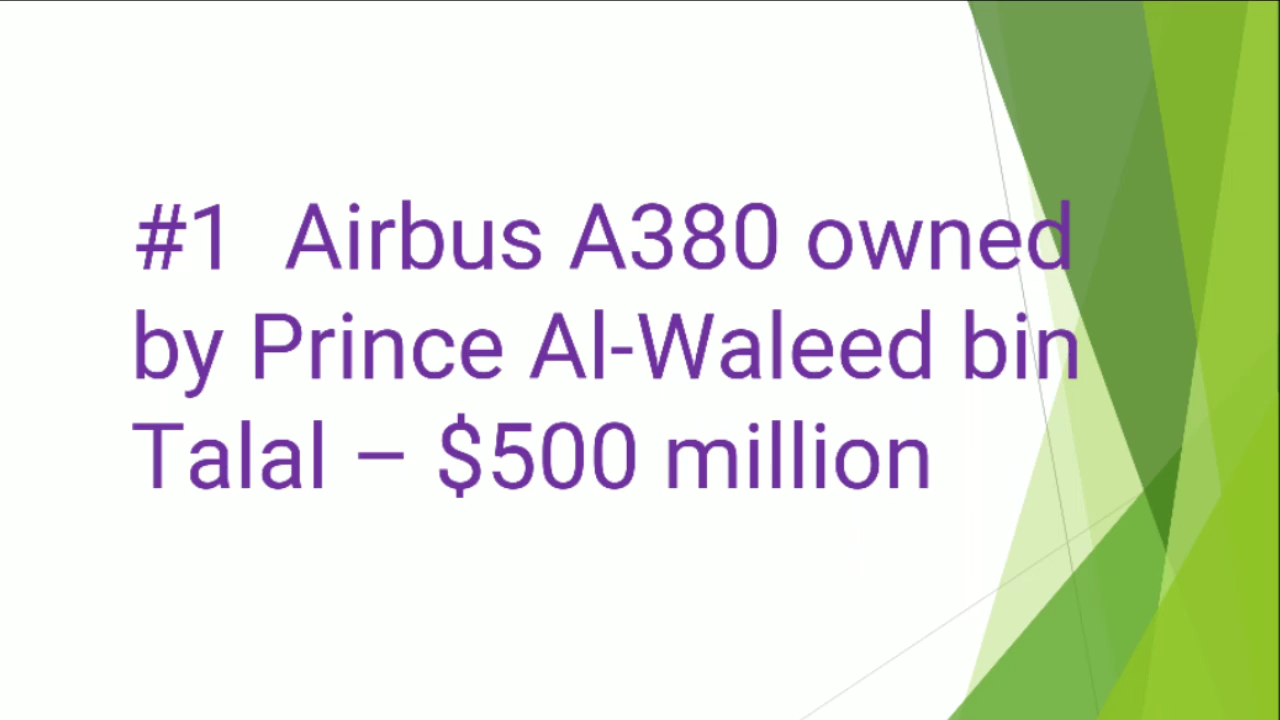 #1  Airbus A380 owned
by Prince Al-Waleed bin
Talal – $500 million